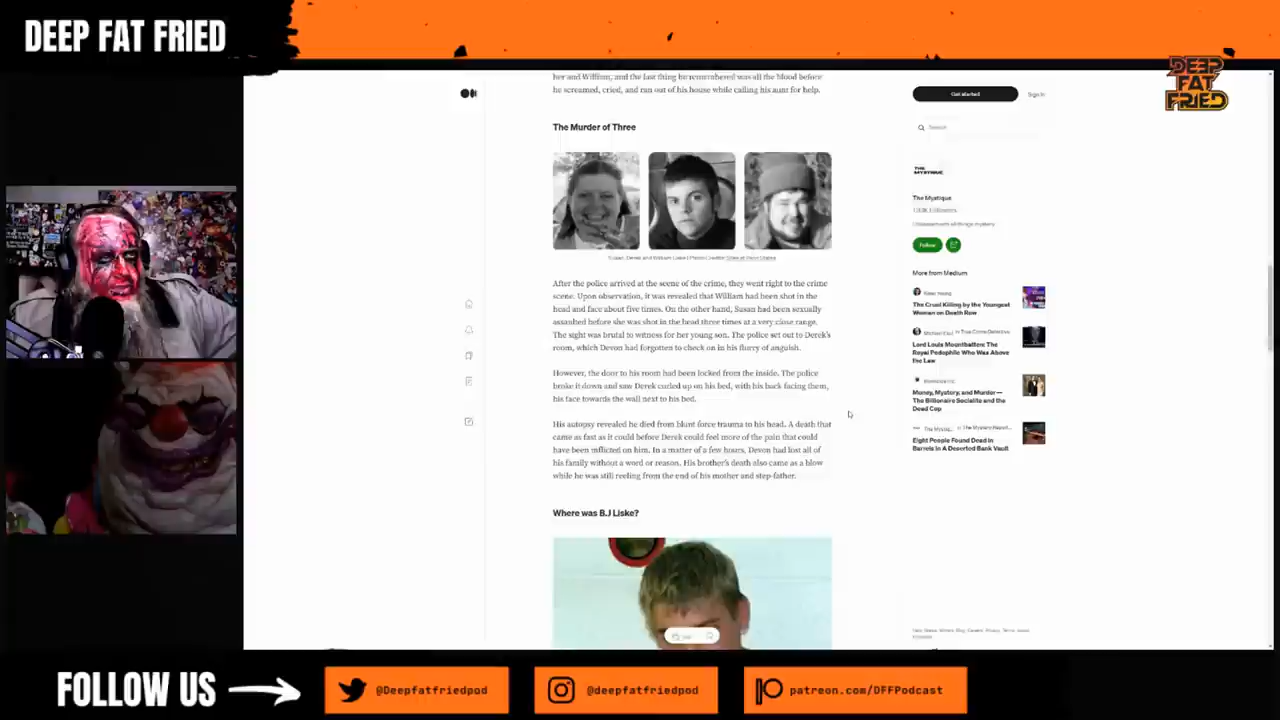 DEEP FAT FRIED
DEEP
FAT
FRIED
her and William, and the last thing he remembered was all the blood before
he screamed, cried, and ran out of his house while calling his aunt for help.
The Murder of Three
After the police arrived at the scene of the crime, they went right to the crime
scene. Upon observation, it was revealed that William had been shot in the
head and face about five times. On the other hand, Susan had been sexually
assaulted before she was shot in the head three times at a very close range.
The sight was brutal to witness for her young son. The police set out to Derek's
room, which Devon had forgotten to check on in his flurry of anguish.
However, the door to his room had been locked from the inside. The police
broke it down and saw Derek curled up on his bed, with his back facing them,
his face towards the wall next to his bed.
His autopsy revealed he died from blunt force trauma to his head. A death that
came as fast as it could before Derek could feel more of the pain that could
have been inflicted on him. In a matter of a few hours, Devon had lost all of
his family without a word or reason. His brother's death also came as a blow
while he was still reeling from the end of his mother and step-father.
Where was B.J Liske?
Get started
Sign In
Search
THE
MYSTIQUE
The Mystique
Follow
More from Medium
The Cruel Killing by the Youngest
Woman on Death Row
in True Crime Detective
Lord Louis Mountbatten: The
Royal Pedophile Who Was Above
the Law
Money, Mystery, and Murder —
The Billionaire Socialite and the
Dead Cop
Eight People Found Dead in
Barrels in A Deserted Bank Vault
FOLLOW US
@Deepfatfriedpod
@deepfatfriedpod
patreon.com/DFFPodcast